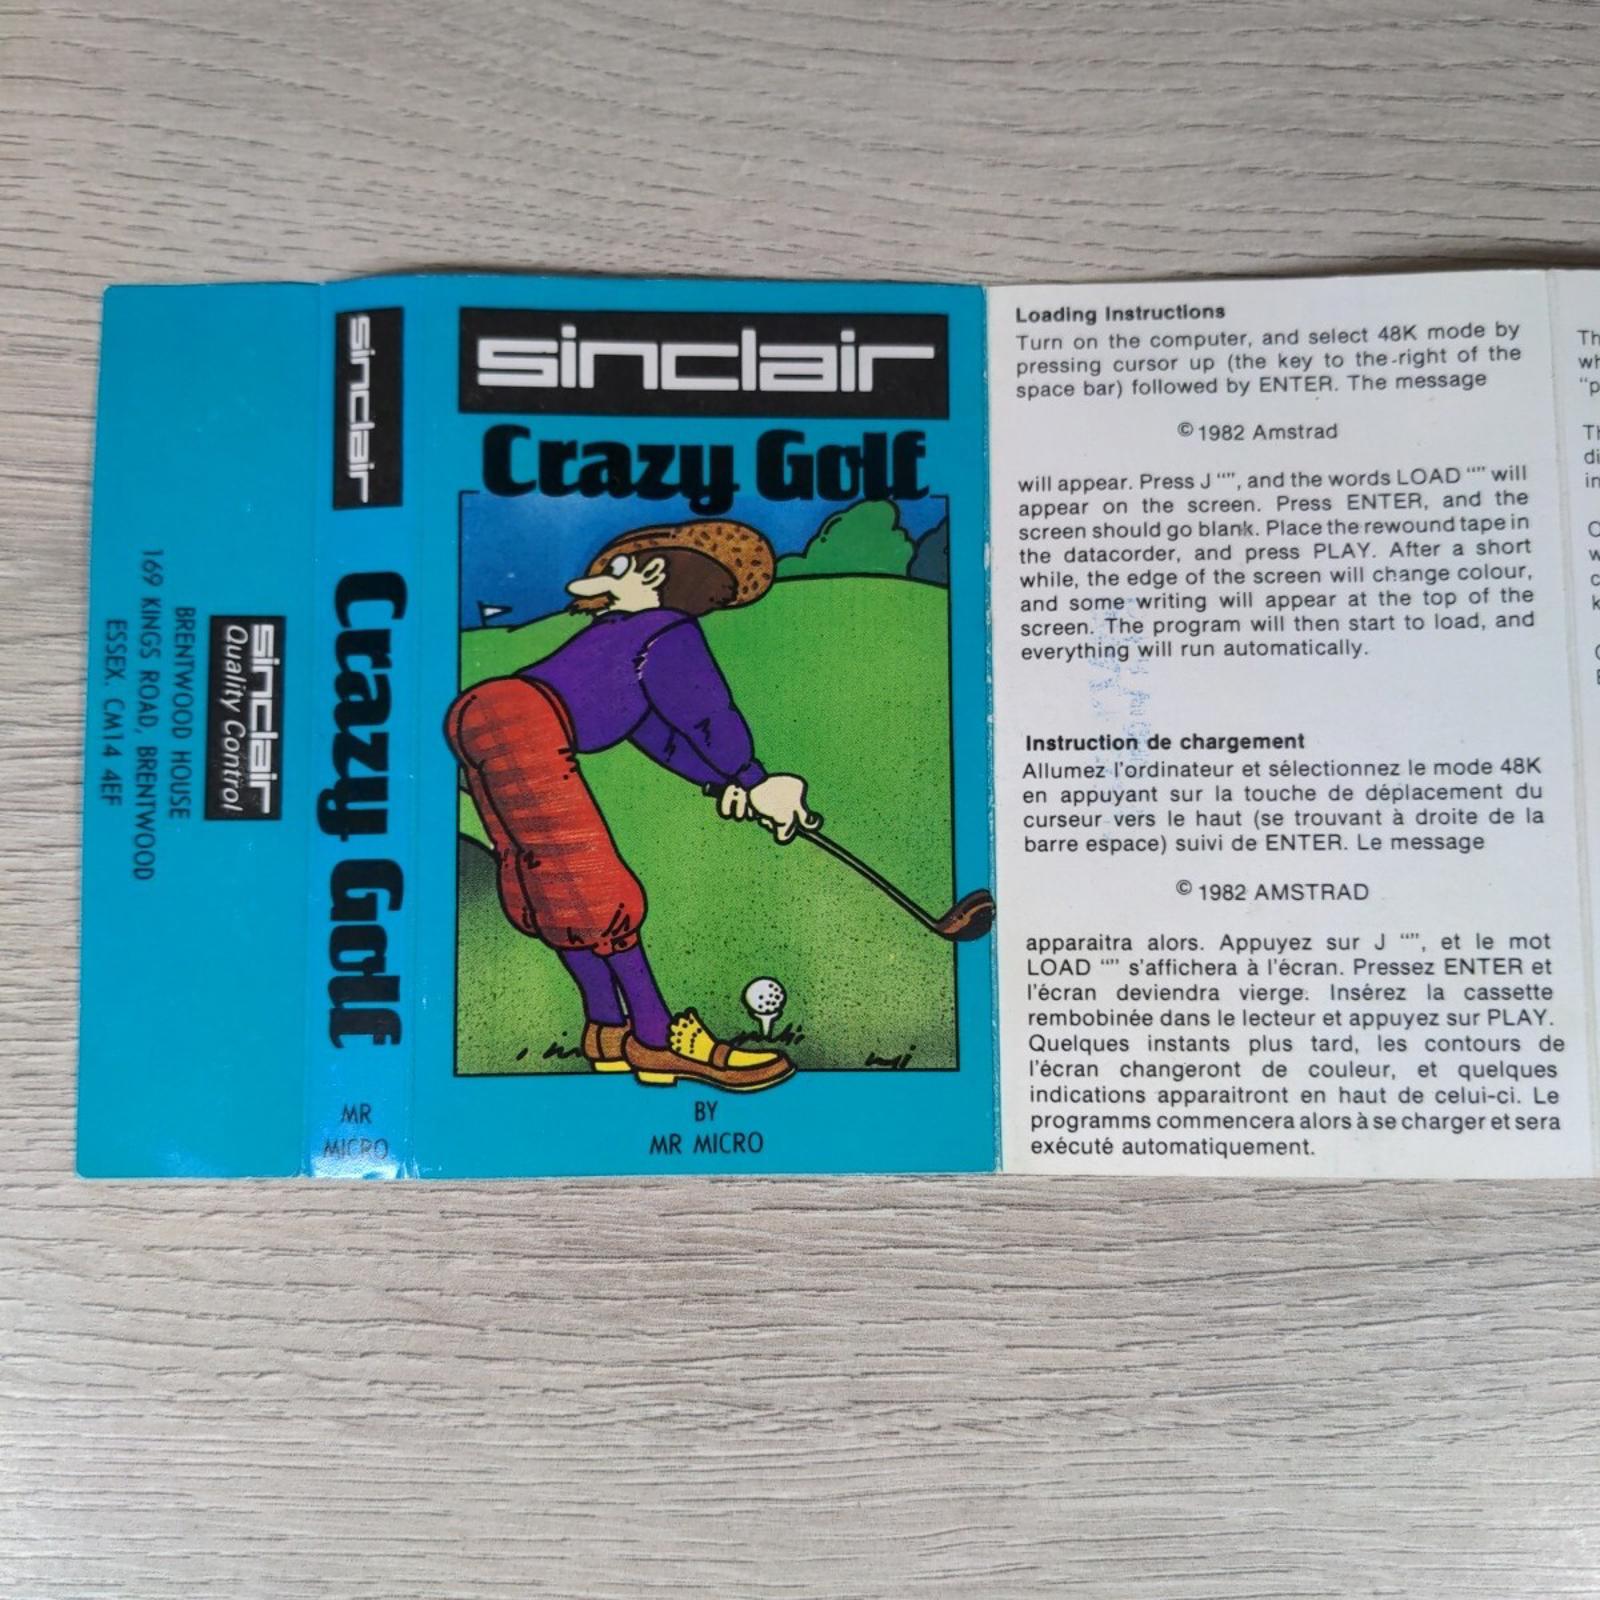 sinclair
Quality Control
BRENTWOOD HOUSE
169 KINGS ROAD, BRENTWOOD
ESSEX. CM14 4EF
sinclair
Crazy Golf
MR
MICRO
sinclair
Crazy Golf
BY
MR MICRO
Loading Instructions
Turn on the computer, and select 48K mode by
pressing cursor up (the key to the right of the
space bar) followed by ENTER. The message
© 1982 Amstrad
will appear. Press J “”, and the words LOAD “” will
appear on the screen. Press ENTER, and the
screen should go blank. Place the rewound tape in
the datacorder, and press PLAY. After a short
while, the edge of the screen will change colour,
and some writing will appear at the top of the
screen. The program will then start to load, and
everything will run automatically.
Instruction de chargement
Allumez l'ordinateur et sélectionnez le mode 48K
en appuyant sur la touche de déplacement du
curseur vers le haut (se trouvant à droite de la
barre espace) suivi de ENTER. Le message
© 1982 AMSTRAD
apparaitra alors. Appuyez sur J “”, et le mot
LOAD “” s'affichera à l'écran. Pressez ENTER et
l'écran deviendra vierge. Insérez la cassette
rembobinée dans le lecteur et appuyez sur PLAY.
Quelques instants plus tard, les contours de
l'écran changeront de couleur, et quelques
indications apparaitront en haut de celui-ci. Le
programms commencera alors à se charger et sera
exécuté automatiquement.